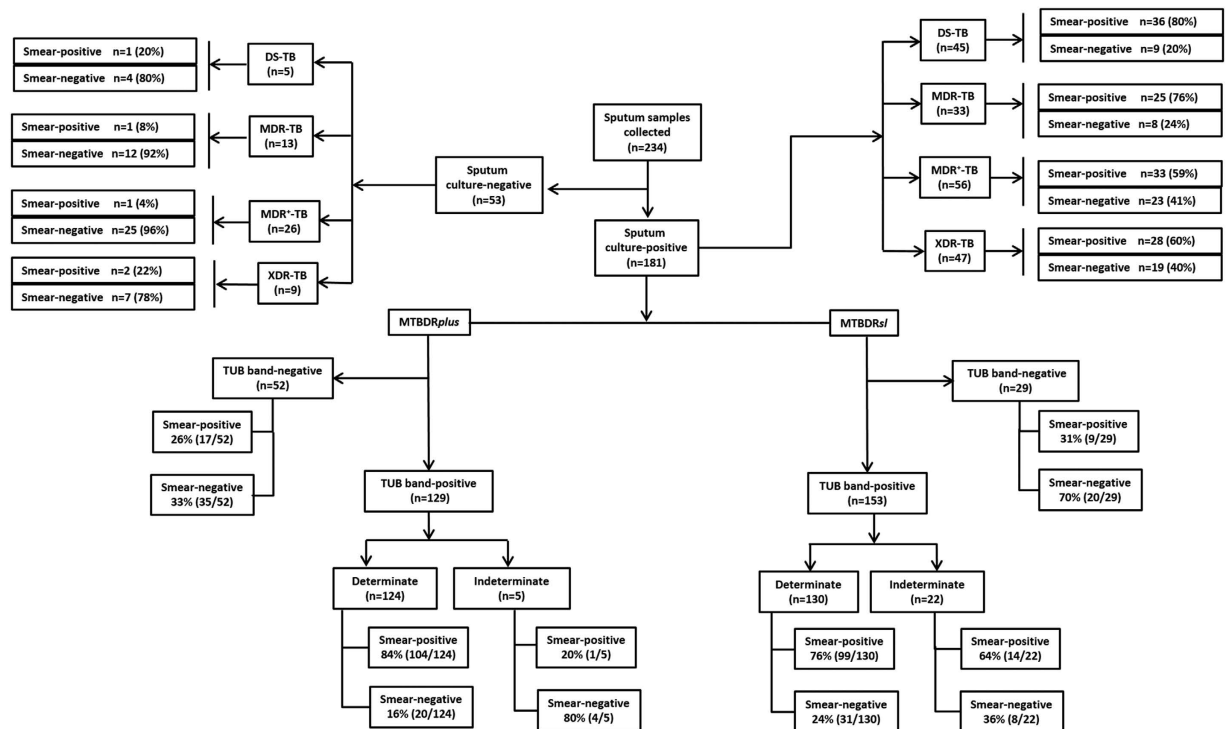 Sputum samples
collected
(n=234)
Sputum
culture-negative
(n=53)
DS-TB
(n=5)
Smear-positive n=1 (20%)
Smear-negative n=4 (80%)
MDR-TB
(n=13)
Smear-positive n=1 (8%)
Smear-negative n=12 (92%)
MDR⁺-TB
(n=26)
Smear-positive n=1 (4%)
Smear-negative n=25 (96%)
XDR-TB
(n=9)
Smear-positive n=2 (22%)
Smear-negative n=7 (78%)
Sputum
culture-positive
(n=181)
DS-TB
(n=45)
Smear-positive n=36 (80%)
Smear-negative n=9 (20%)
MDR-TB
(n=33)
Smear-positive n=25 (76%)
Smear-negative n=8 (24%)
MDR⁺-TB
(n=56)
Smear-positive n=33 (59%)
Smear-negative n=23 (41%)
XDR-TB
(n=47)
Smear-positive n=28 (60%)
Smear-negative n=19 (40%)
MTBDRplus
TUB band-negative
(n=52)
Smear-positive
26% (17/52)
Smear-negative
33% (35/52)
TUB band-positive
(n=129)
Determinate
(n=124)
Smear-positive
84% (104/124)
Smear-negative
16% (20/124)
Indeterminate
(n=5)
Smear-positive
20% (1/5)
Smear-negative
80% (4/5)
MTBDRsl
TUB band-negative
(n=29)
Smear-positive
31% (9/29)
Smear-negative
70% (20/29)
TUB band-positive
(n=153)
Determinate
(n=130)
Smear-positive
76% (99/130)
Smear-negative
24% (31/130)
Indeterminate
(n=22)
Smear-positive
64% (14/22)
Smear-negative
36% (8/22)